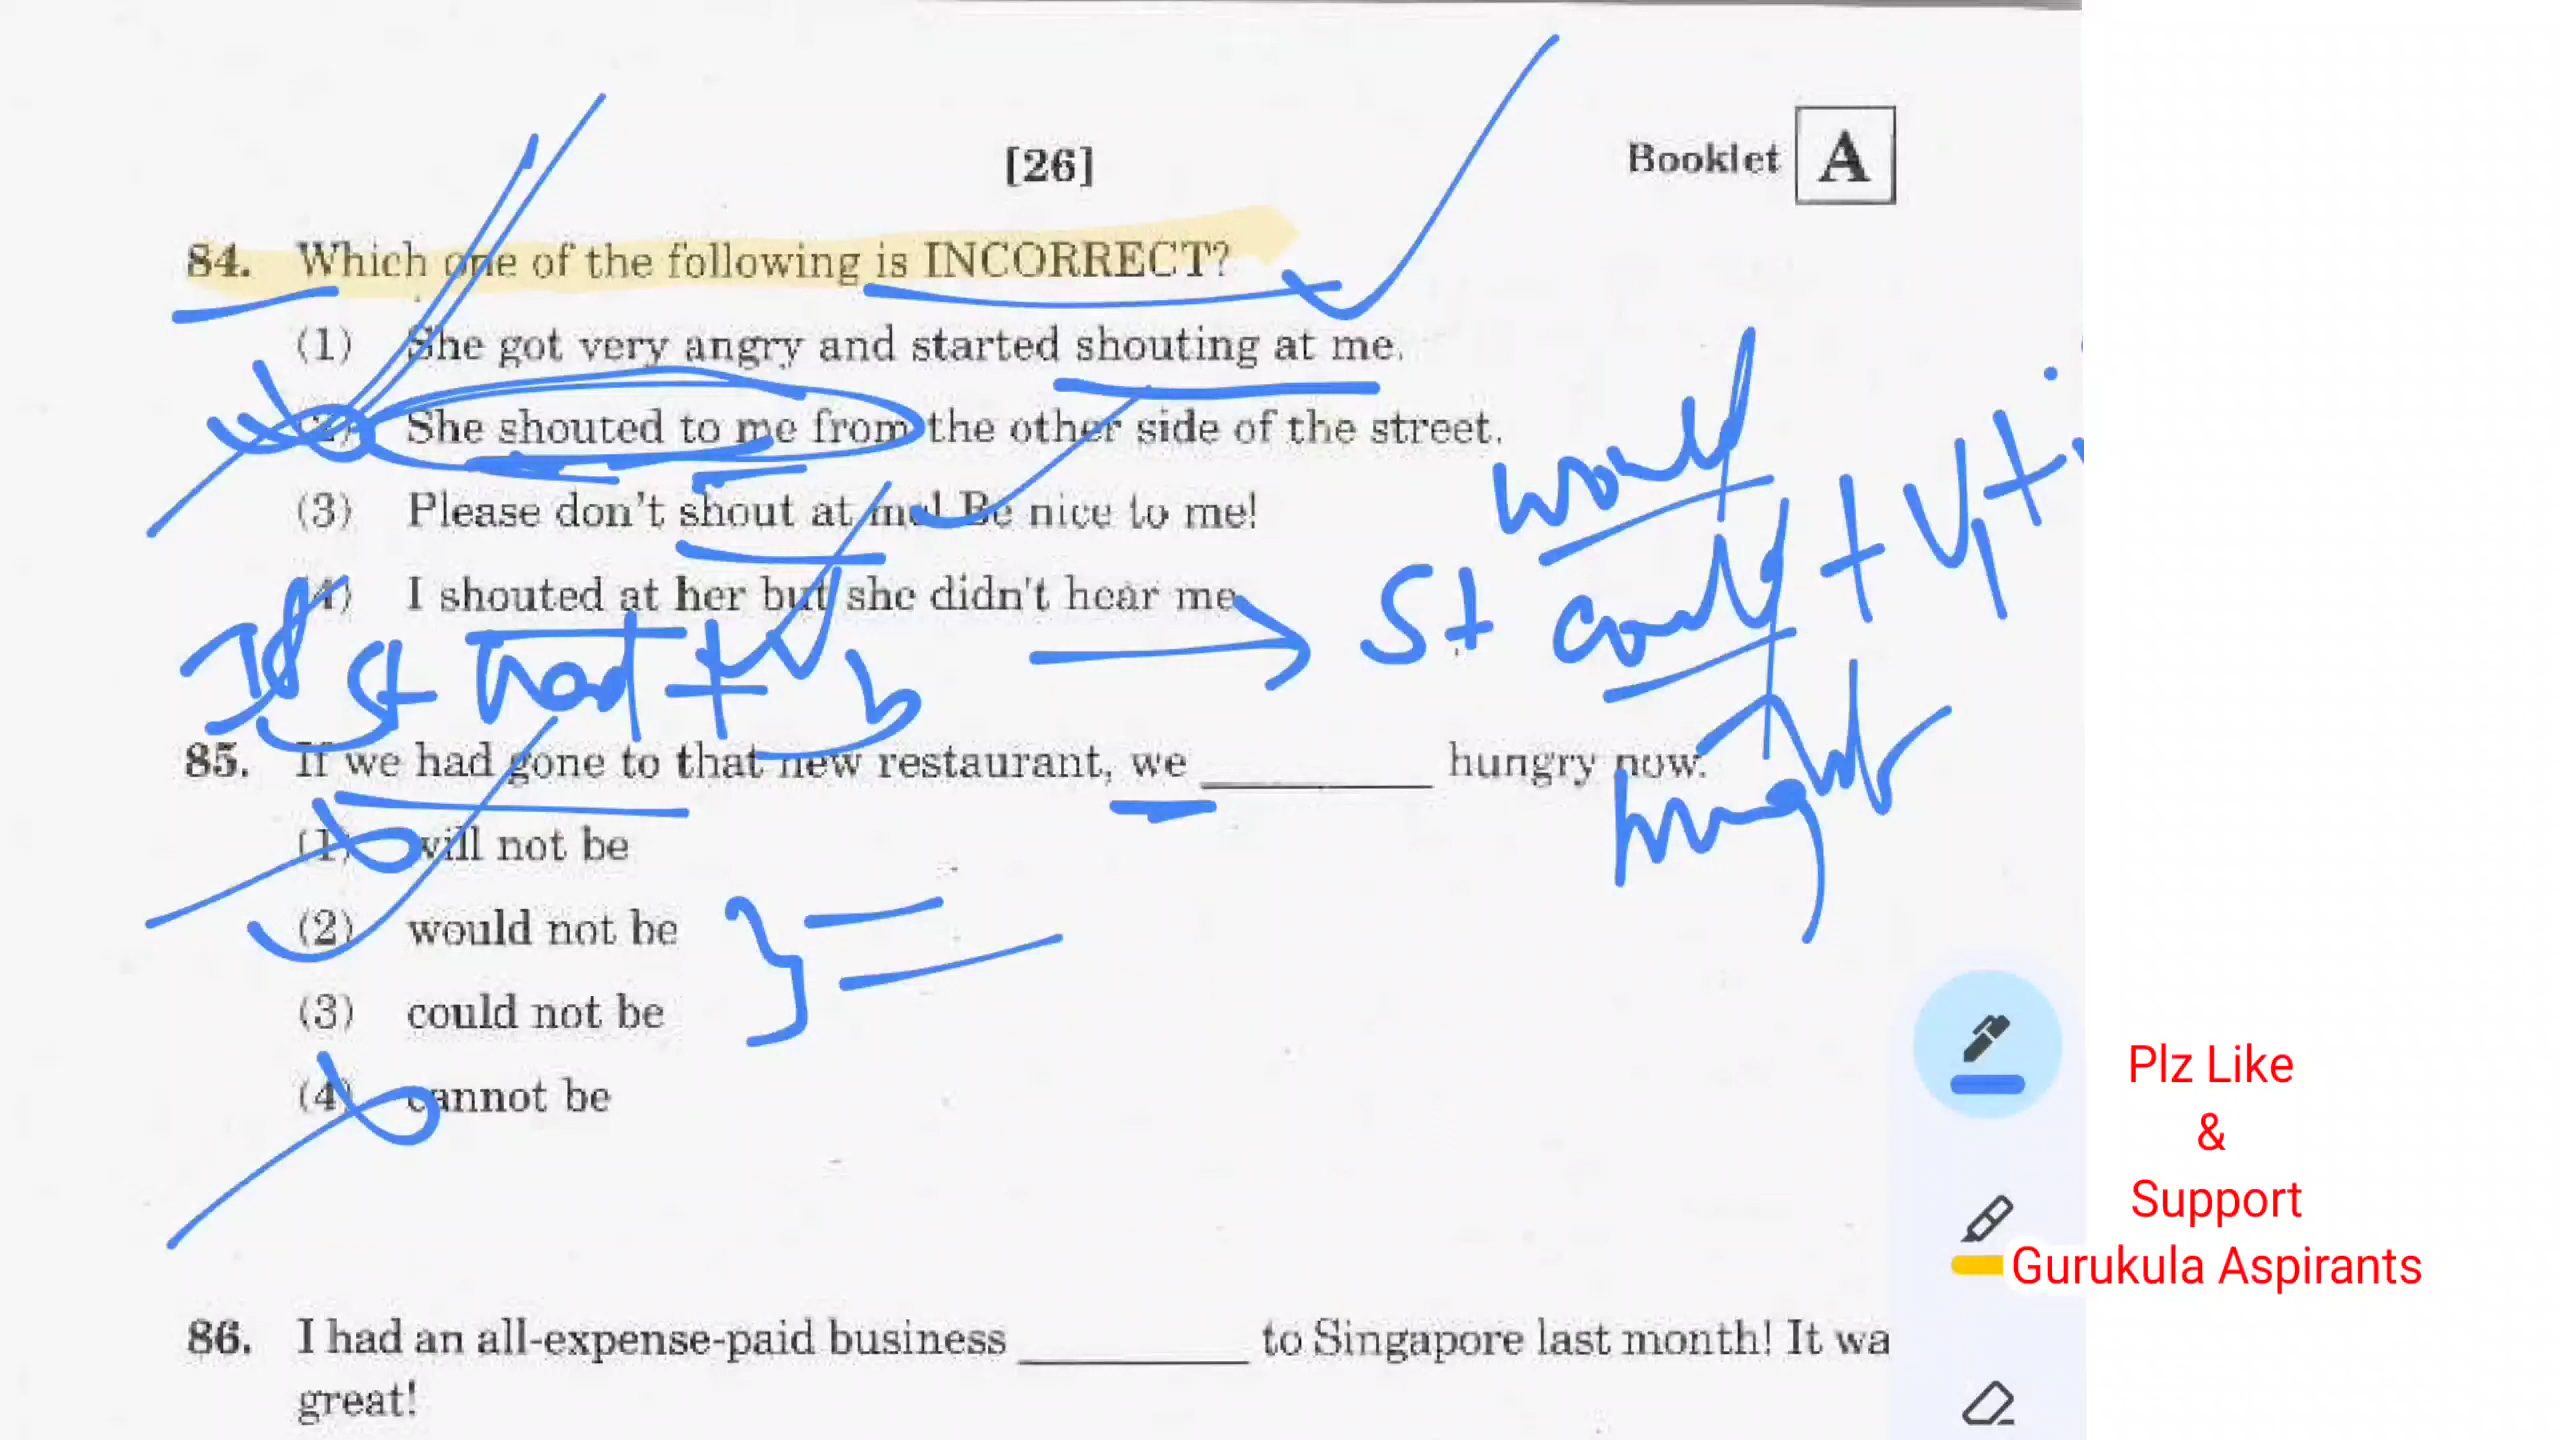 [26]
Booklet A
84. Which one of the following is INCORRECT?
(1) She got very angry and started shouting at me.
(2) She shouted to me from the other side of the street.
(3) Please don't shout at me! Be nice to me!
(4) I shouted at her but she didn't hear me
If S+ had + V → S+ would
could + V1 +
might
85. If we had gone to that new restaurant, we ________ hungry now.
(1) will not be
(2) would not be
(3) could not be
(4) cannot be
86. I had an all-expense-paid business ________ to Singapore last month! It wa
great!
Plz Like
&
Support
Gurukula Aspirants